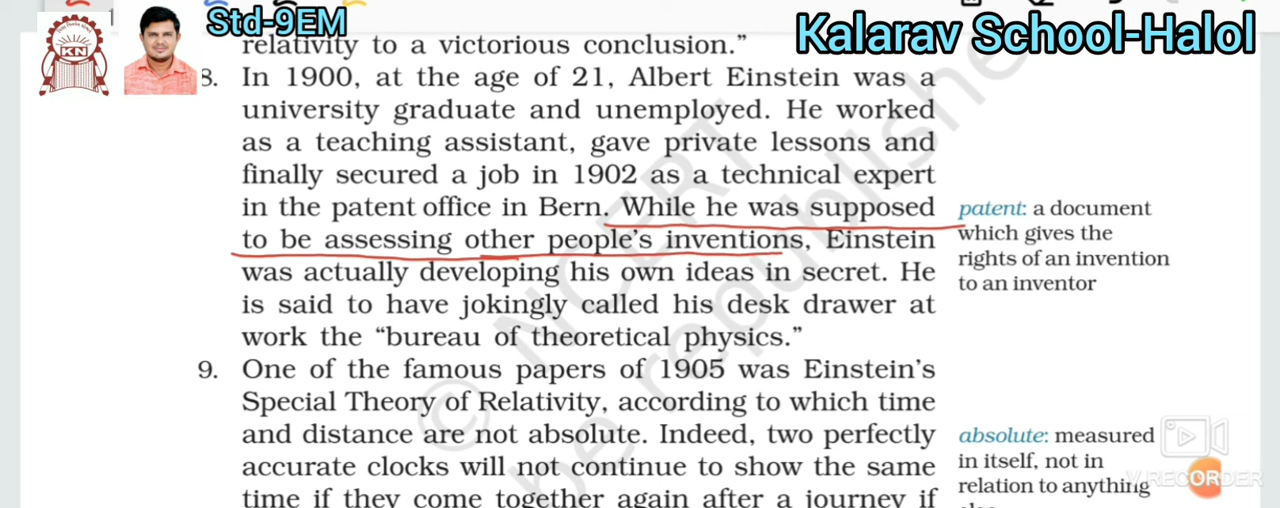 Std-9EM
Kalarav School-Halol
KN
relativity to a victorious conclusion.”
8. In 1900, at the age of 21, Albert Einstein was a
university graduate and unemployed. He worked
as a teaching assistant, gave private lessons and
finally secured a job in 1902 as a technical expert
in the patent office in Bern. While he was supposed
to be assessing other people’s inventions, Einstein
was actually developing his own ideas in secret. He
is said to have jokingly called his desk drawer at
work the “bureau of theoretical physics.”
patent: a document
which gives the
rights of an invention
to an inventor
9. One of the famous papers of 1905 was Einstein’s
Special Theory of Relativity, according to which time
and distance are not absolute. Indeed, two perfectly
accurate clocks will not continue to show the same
time if they come together again after a journey if
absolute: measured
in itself, not in
relation to anything
© NCERT
be republished
V RECORDER